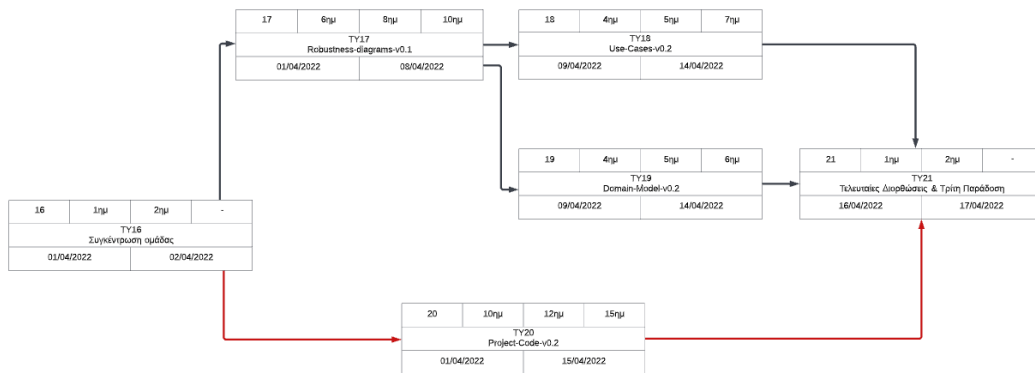 17 6ημ 8ημ 10ημ
TY17
Robustness-diagrams-v0.1
01/04/2022 08/04/2022
18 4ημ 5ημ 7ημ
TY18
Use-Cases-v0.2
09/04/2022 14/04/2022
19 4ημ 5ημ 6ημ
TY19
Domain-Model-v0.2
09/04/2022 14/04/2022
21 1ημ 2ημ -
TY21
Τελευταίες Διορθώσεις & Τρίτη Παράδοση
16/04/2022 17/04/2022
16 1ημ 2ημ -
TY16
Συγκέντρωση ομάδας
01/04/2022 02/04/2022
20 10ημ 12ημ 15ημ
TY20
Project-Code-v0.2
01/04/2022 15/04/2022